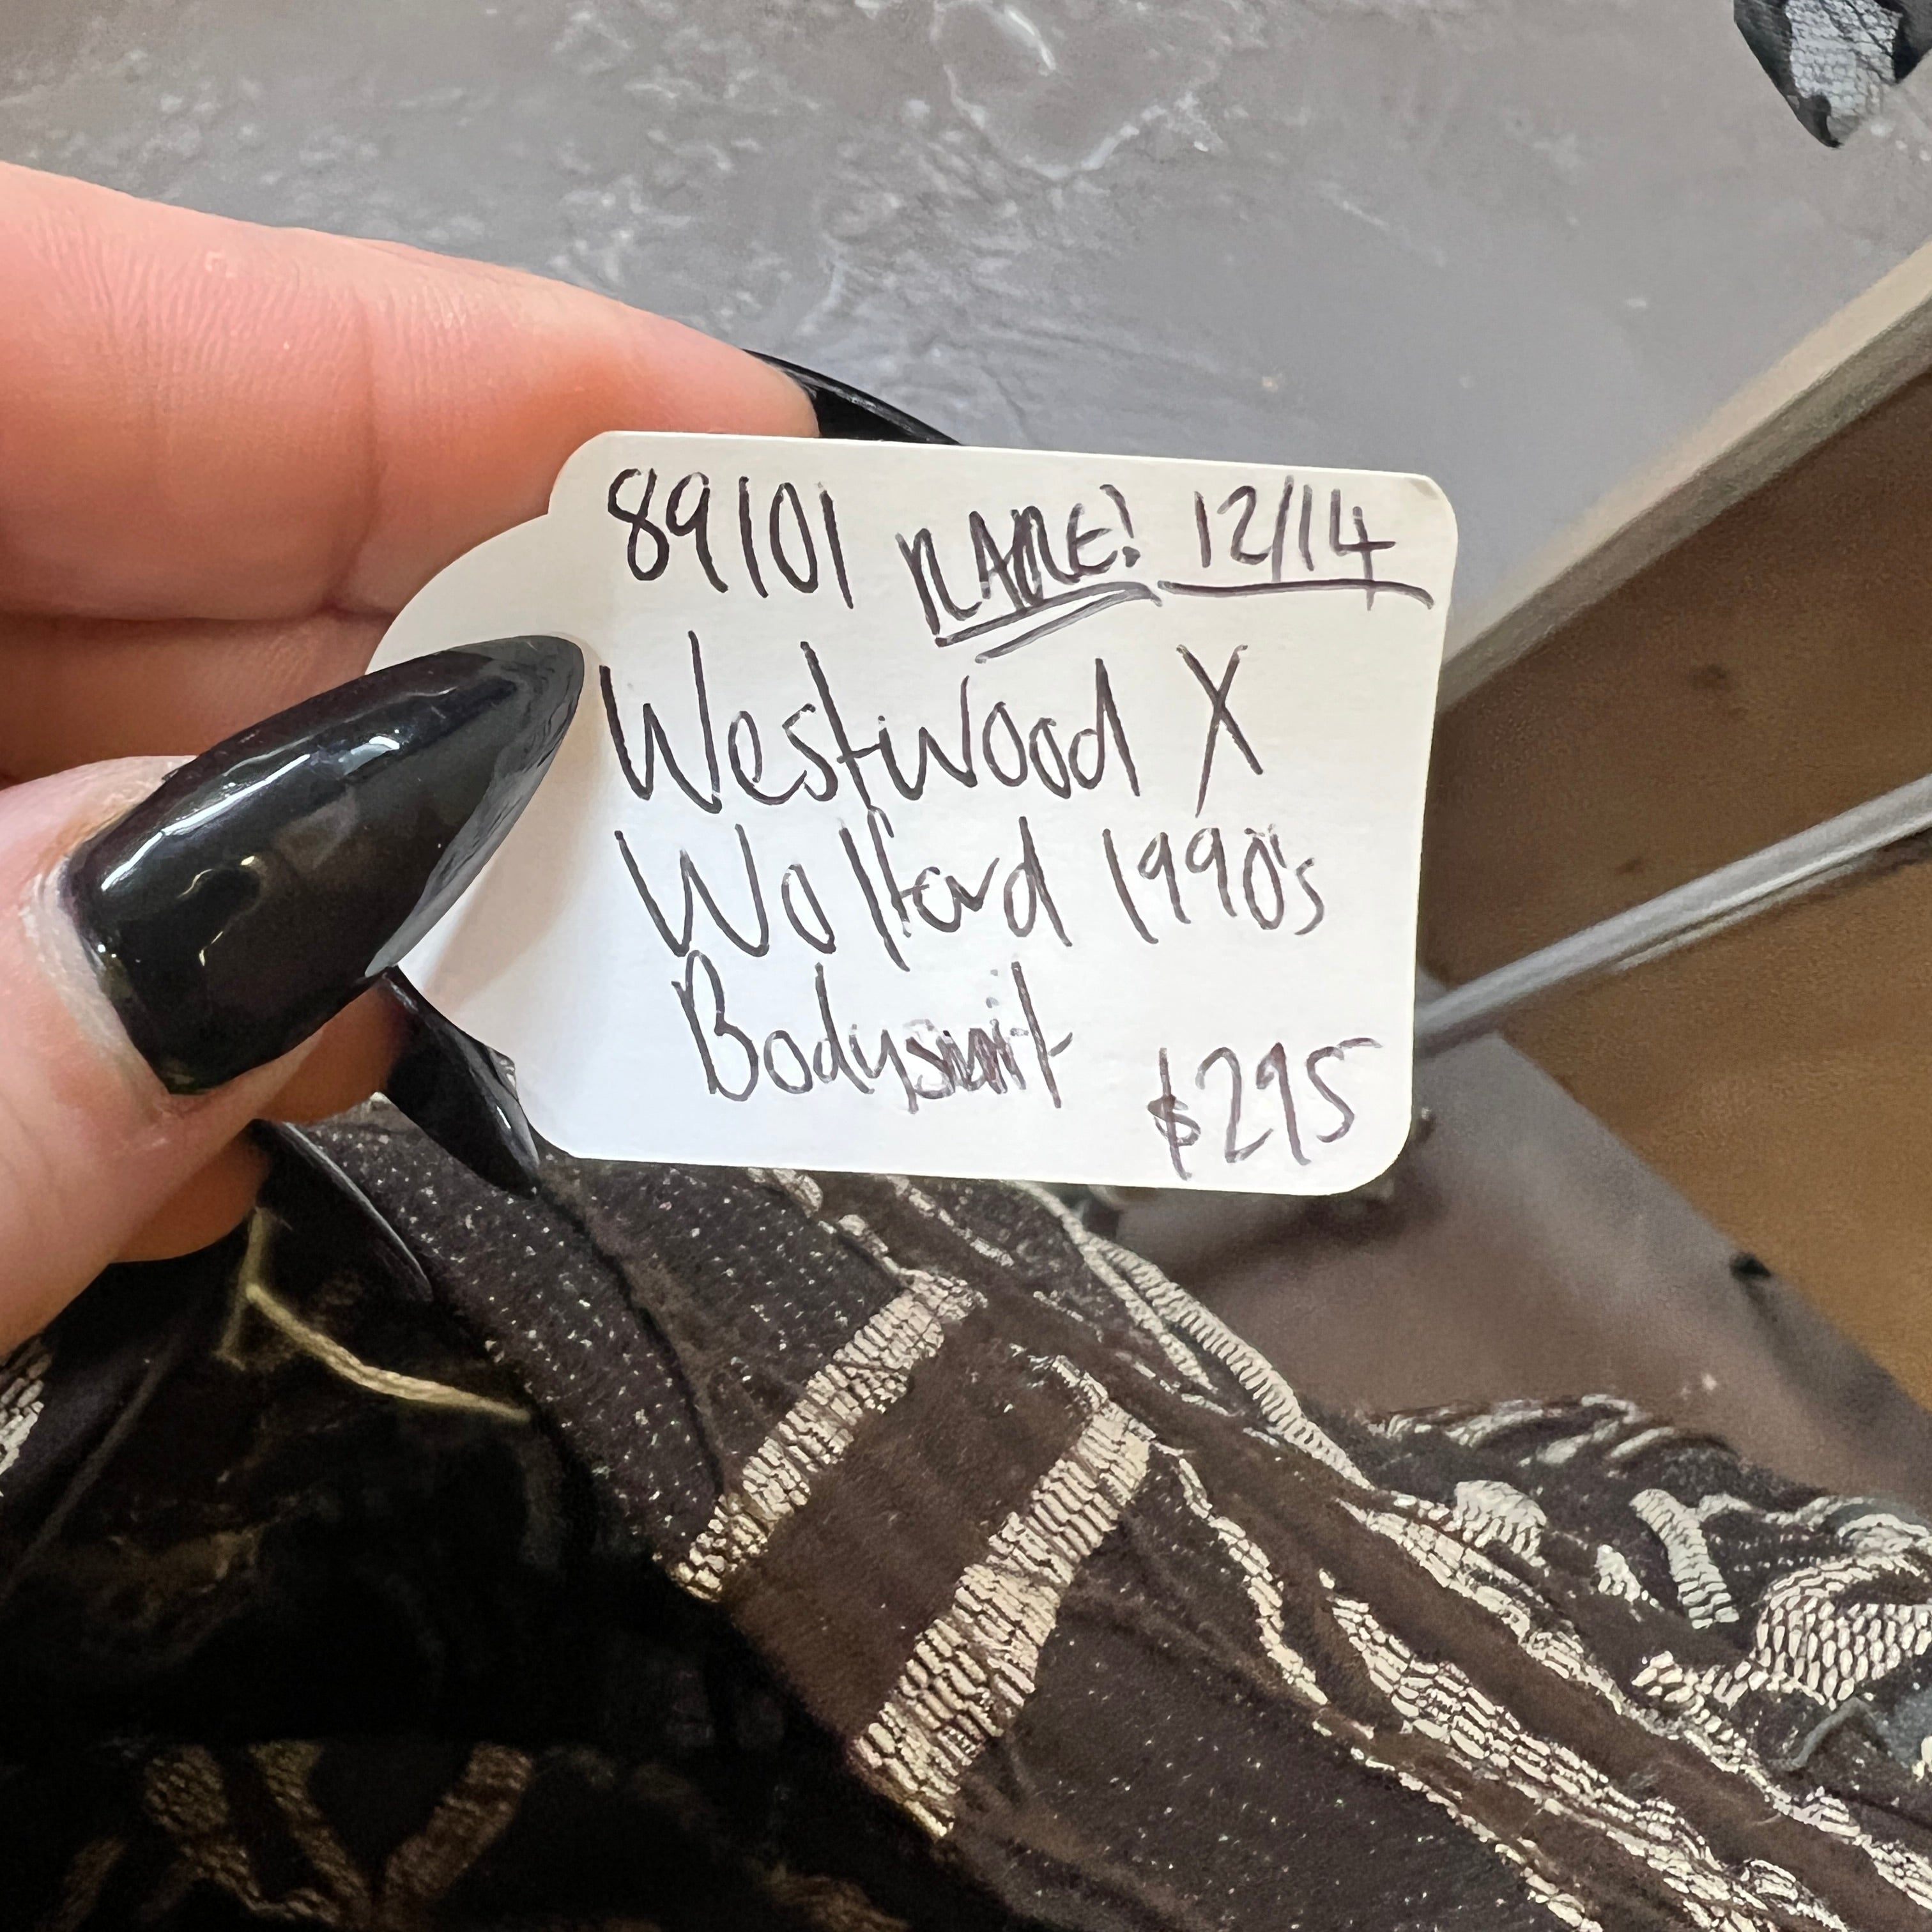 89101 RARE! 12/14
Westwood X
Wolford 1990's
Bodysuit
$295